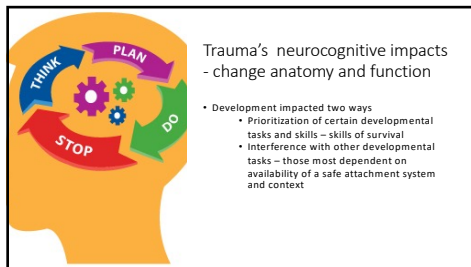 THINK
PLAN
DO
STOP
Trauma's neurocognitive impacts
- change anatomy and function
• Development impacted two ways
• Prioritization of certain developmental
tasks and skills – skills of survival
• Interference with other developmental
tasks – those most dependent on
availability of a safe attachment system
and context